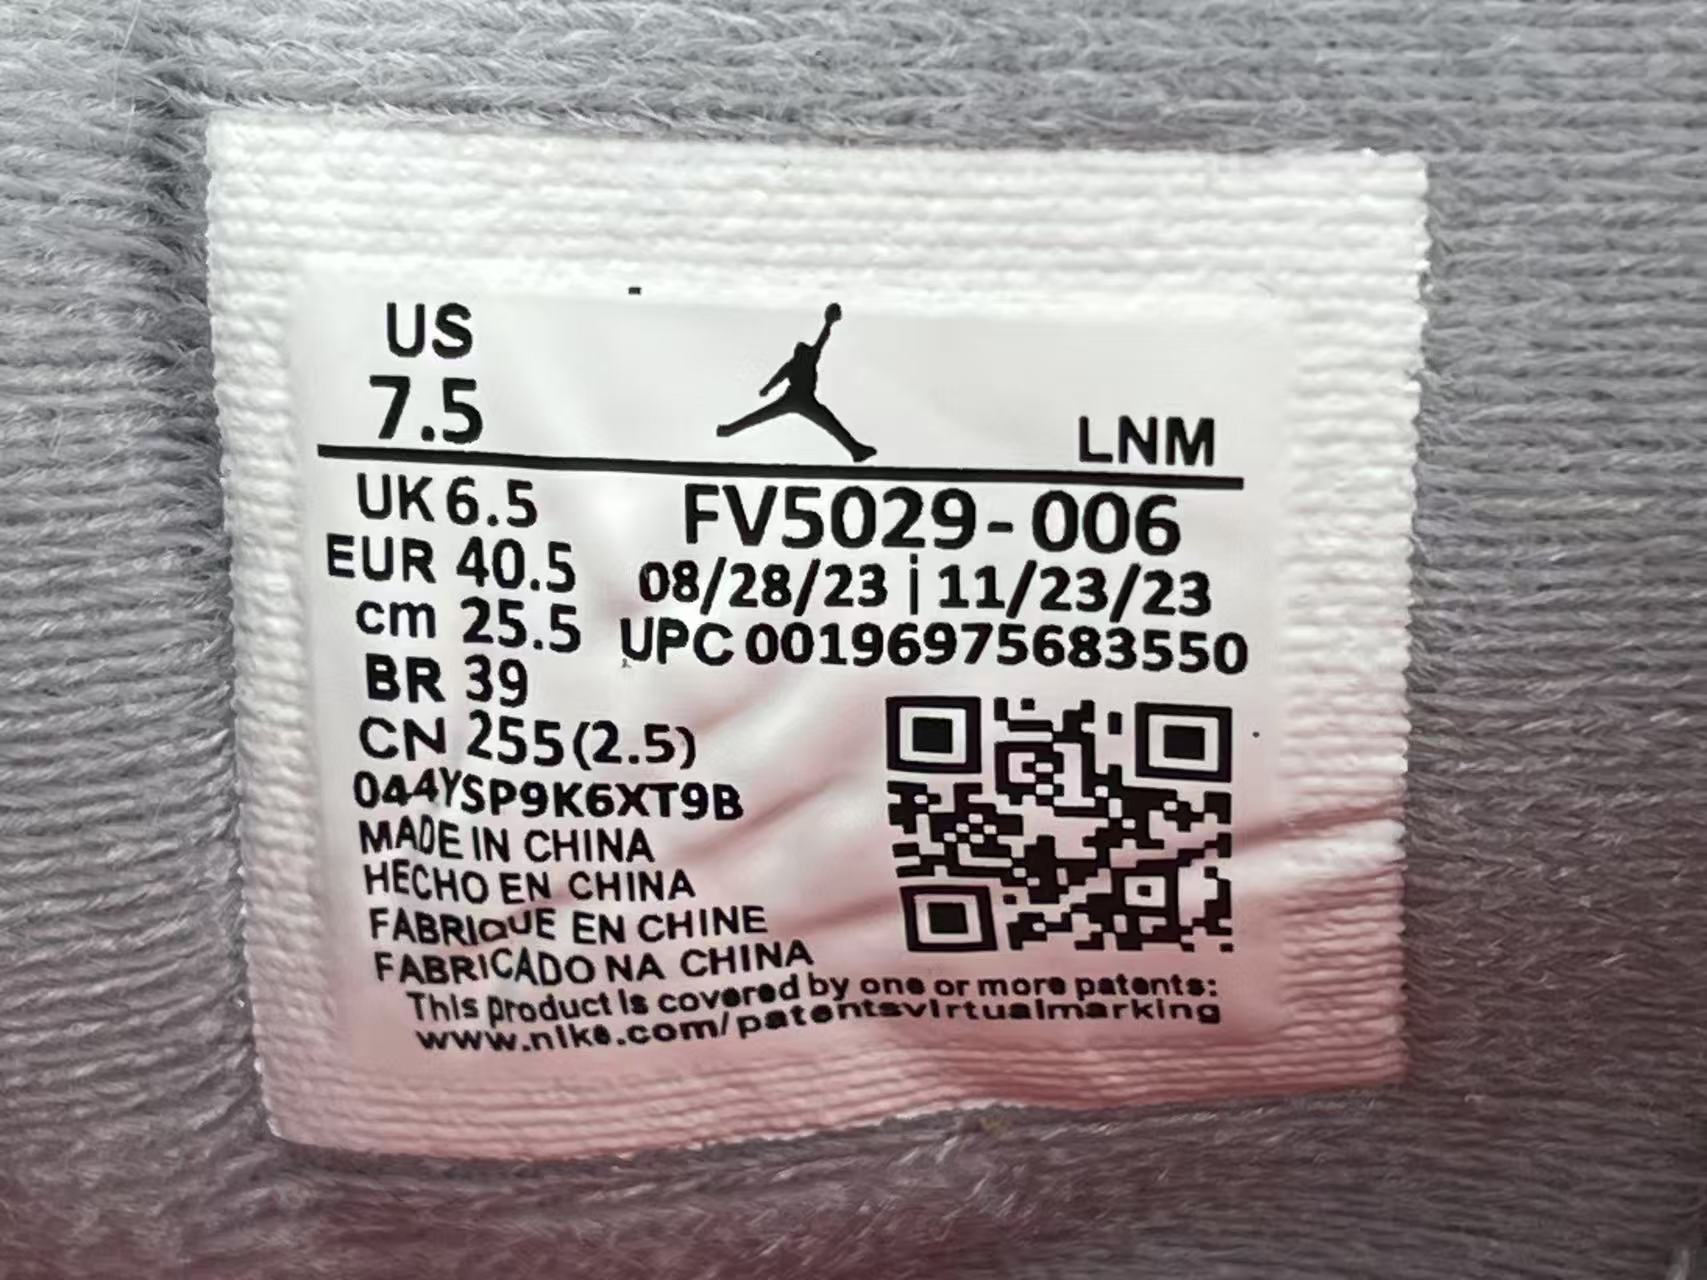 US
7.5
LNM
UK 6.5
EUR 40.5
cm 25.5
BR 39
CN 255(2.5)
FV5029-006
08/28/23 | 11/23/23
UPC 00196975683550
044YSP9K6XT9B
MADE IN CHINA
HECHO EN CHINA
FABRIQUE EN CHINE
FABRICADO NA CHINA
This product is covered by one or more patents:
www.nike.com/patentsvirtualmarking